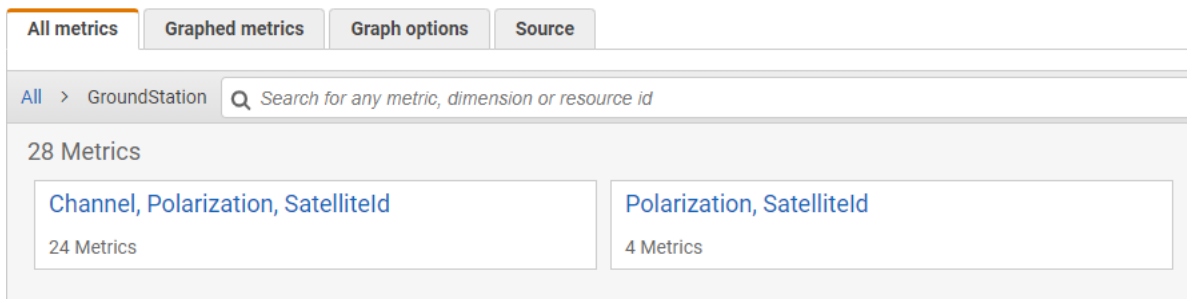 All metrics Graphed metrics Graph options Source
All > GroundStation Search for any metric, dimension or resource id
28 Metrics
Channel, Polarization, SatelliteId Polarization, SatelliteId
24 Metrics 4 Metrics